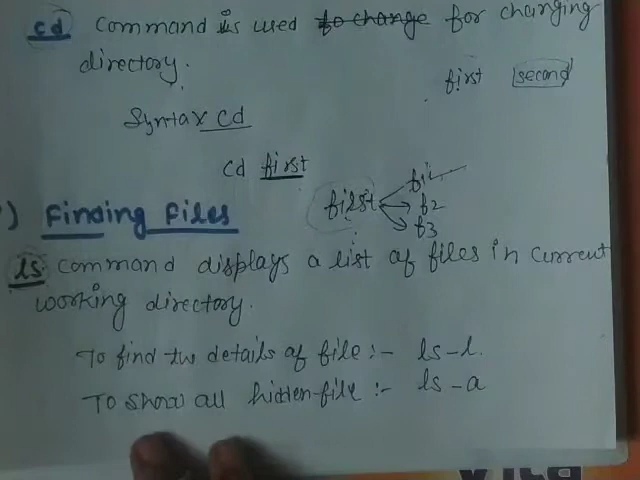 cd command is used to change for changing
directory.
first second
Syntax cd
cd first
first
f1
f2
f3
) Finding Files
ls command displays a list of files in current
working directory.
To find the details of file :- ls-l.
To show all hidden file :- ls -a